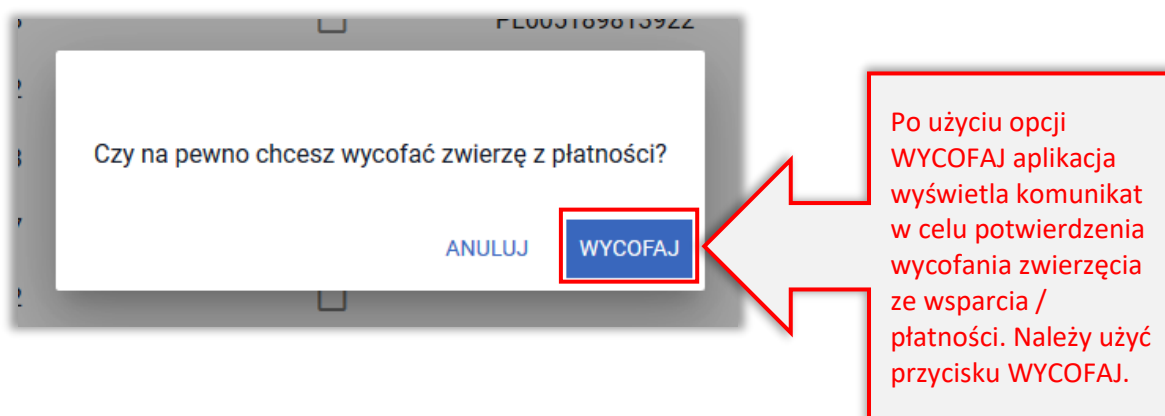 PL005189813922
Czy na pewno chcesz wycofać zwierzę z płatności?
ANULUJ WYCOFAJ
Po użyciu opcji
WYCOFAJ aplikacja
wyświetla komunikat
w celu potwierdzenia
wycofania zwierzęcia
ze wsparcia /
płatności. Należy użyć
przycisku WYCOFAJ.